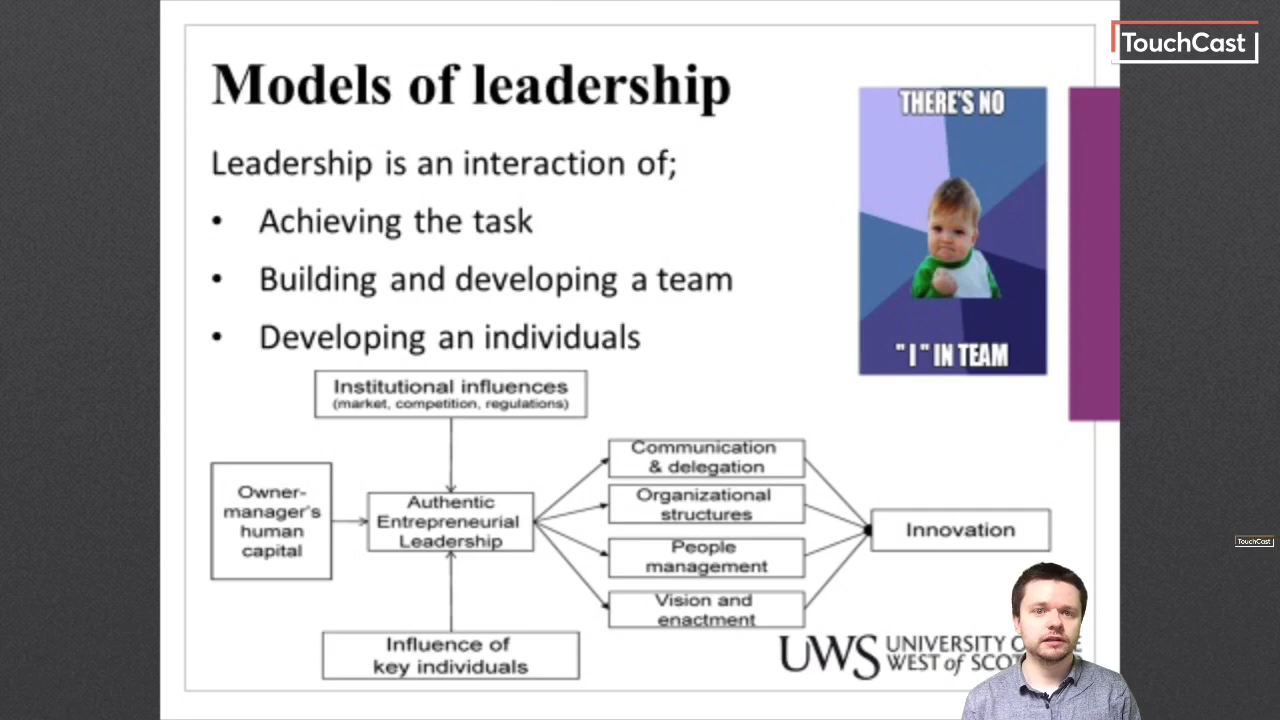 TouchCast
Models of leadership
THERE'S NO
" I " IN TEAM
Leadership is an interaction of;
• Achieving the task
• Building and developing a team
• Developing an individuals
Institutional influences
(market, competition, regulations)
Owner-
manager's
human
capital
Authentic
Entrepreneurial
Leadership
Influence of
key individuals
Communication
& delegation
Organizational
structures
People
management
Vision and
enactment
Innovation
TouchCast
UWS
UNIVERSITY
WEST of